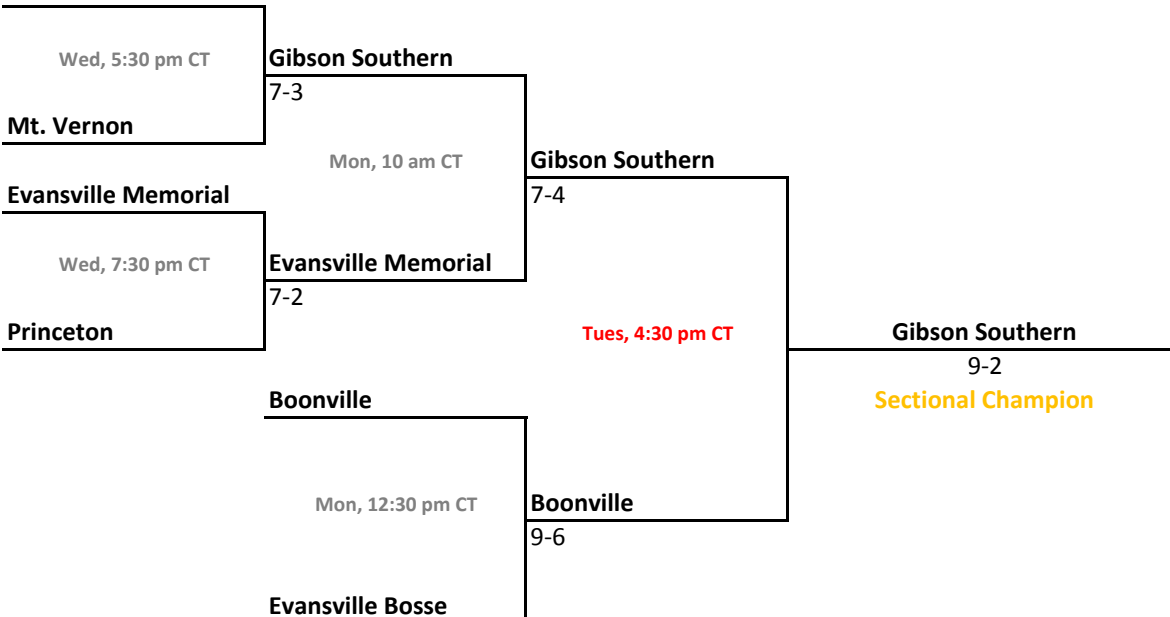 Wed, 5:30 pm CT
Gibson Southern
7-3
Mt. Vernon
Mon, 10 am CT
Gibson Southern
7-4
Evansville Memorial
Wed, 7:30 pm CT
Evansville Memorial
7-2
Princeton
Tues, 4:30 pm CT
Gibson Southern
9-2
Sectional Champion
Boonville
Mon, 12:30 pm CT
Boonville
9-6
Evansville Bosse